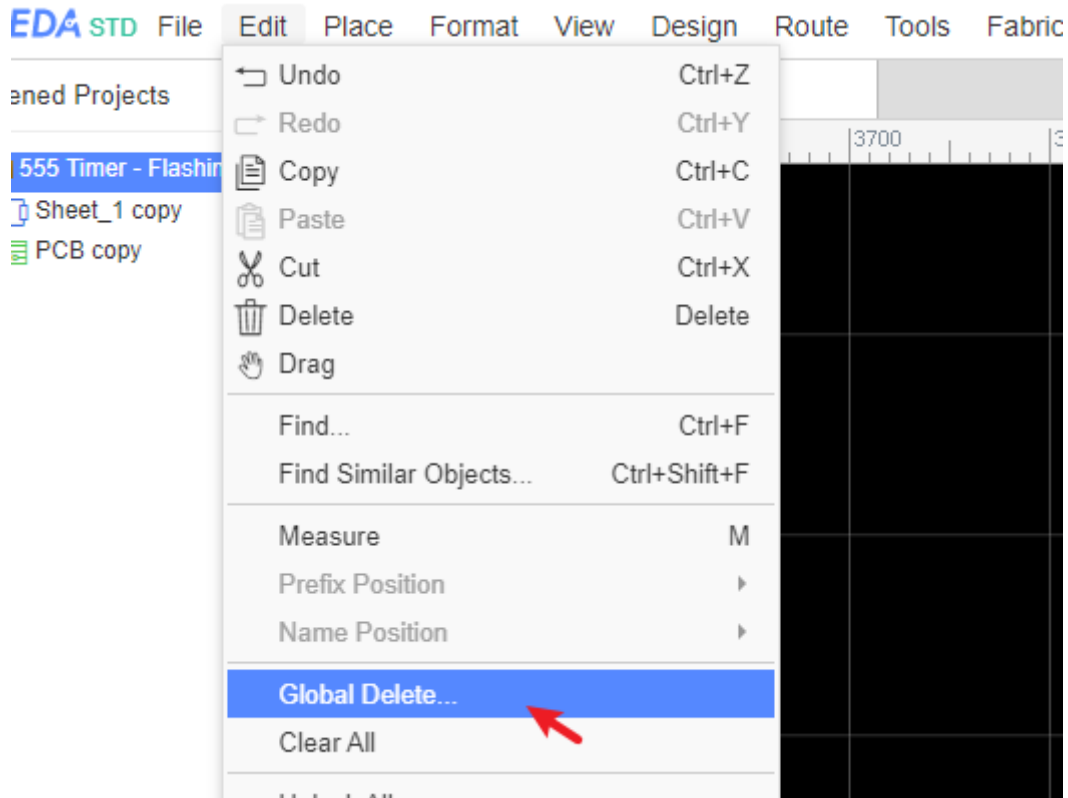 EDA STD File Edit Place Format View Design Route Tools Fabric
ened Projects
555 Timer - Flashin
Sheet_1 copy
PCB copy
Undo Ctrl+Z
Redo Ctrl+Y
Copy Ctrl+C
Paste Ctrl+V
Cut Ctrl+X
Delete Delete
Drag
Find... Ctrl+F
Find Similar Objects... Ctrl+Shift+F
Measure M
Prefix Position
Name Position
Global Delete...
Clear All
3700